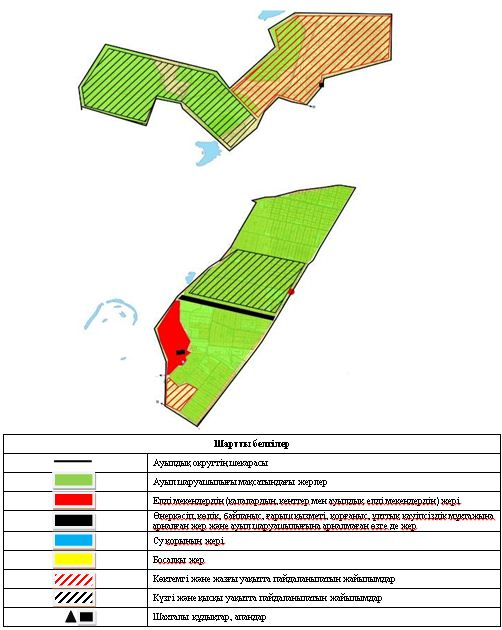 Шартты белгілер
Ауылдық округтің шекарасы
Ауыл шаруашылығы мақсатындағы жерлер
Елді мекендердің (қалалардың, кенттер мен ауылдық елді мекендердің) жері
Өнеркәсіп, көлік, байланыс, ғарыш қызметі, қорғаныс, ұлттық қауіпсіздік мұқтажына
арналған жер және ауыл шаруашылығына арналмаған өзге де жер
Су қорының жері
Босалқы жер
Көктемгі және жазғы уақытта пайдаланылатын жайылымдар
Күзгі және қысқы уақытта пайдаланылатын жайылымдар
Шахталы құдықтар, апандар